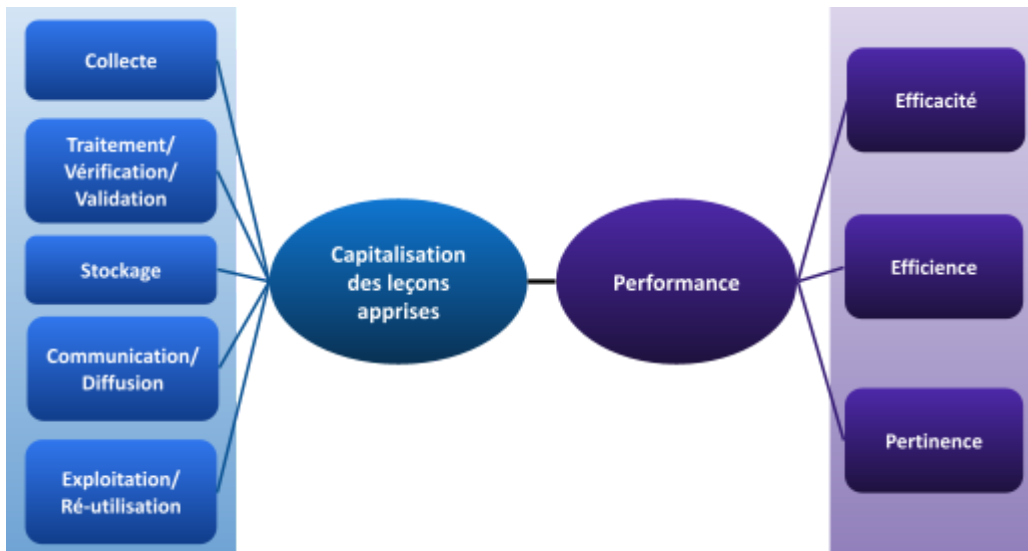 Collecte
Traitement/
Vérification/
Validation
Stockage
Communication/
Diffusion
Exploitation/
Ré-utilisation
Capitalisation
des leçons
apprises
Performance
Efficacité
Efficience
Pertinence